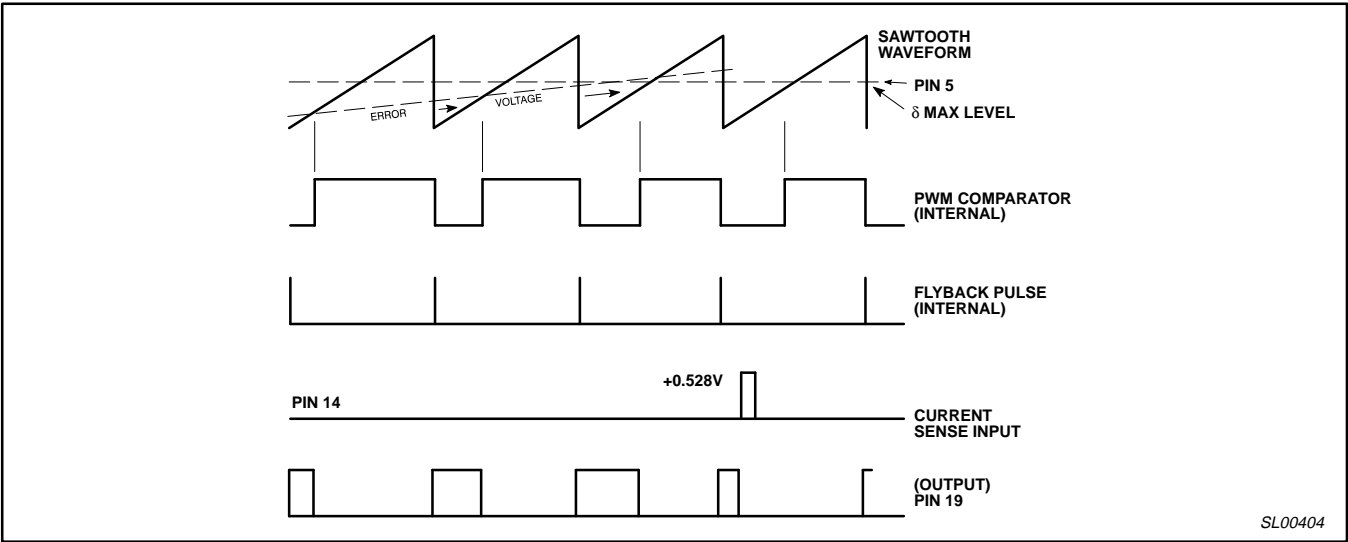 SAWTOOTH
WAVEFORM
PIN 5
δ MAX LEVEL
ERROR
VOLTAGE
PWM COMPARATOR
(INTERNAL)
FLYBACK PULSE
(INTERNAL)
+0.528V
PIN 14
CURRENT
SENSE INPUT
(OUTPUT)
PIN 19
SL00404